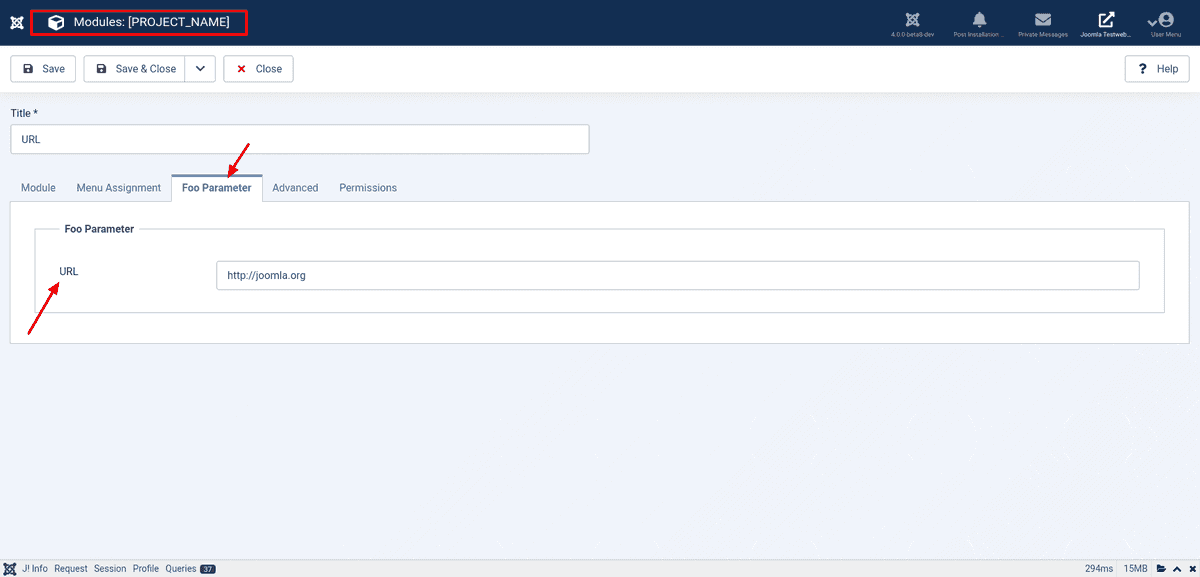 Modules: [PROJECT_NAME]
4.0.0-beta8-dev
Post Installation ...
Private Messages
Joomla Testweb...
User Menu
Save
Save & Close
Close
Help
Title *
URL
Module
Menu Assignment
Foo Parameter
Advanced
Permissions
Foo Parameter
URL
http://joomla.org
J! Info
Request
Session
Profile
Queries
37
294ms
15MB